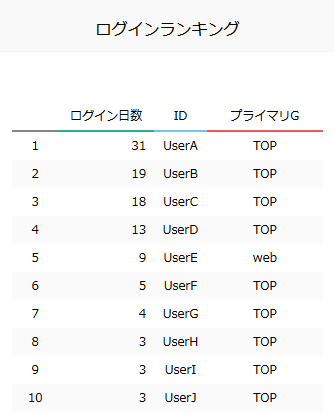 ログインランキング
ログイン日数 ID プライマリG
1 31 UserA TOP
2 19 UserB TOP
3 18 UserC TOP
4 13 UserD TOP
5 9 UserE web
6 5 UserF TOP
7 4 UserG TOP
8 3 UserH TOP
9 3 UserI TOP
10 3 UserJ TOP